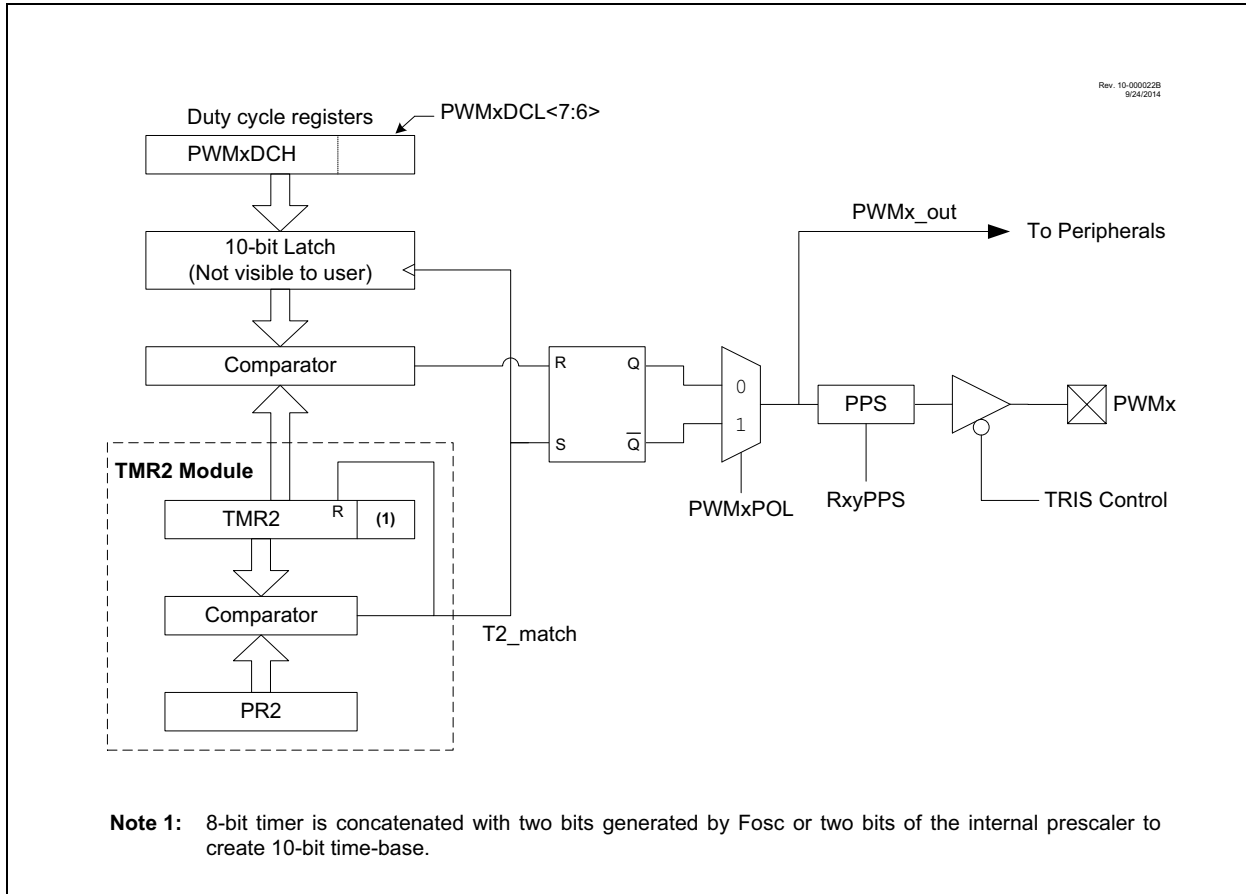 Rev. 10-000022B
9/24/2014
Duty cycle registers
PWMxDCL<7:6>
PWMxDCH
10-bit Latch
(Not visible to user)
Comparator
PWMx_out
To Peripherals
R
Q
S
Q
0
1
PWMxPOL
PPS
RxyPPS
PWMx
TRIS Control
TMR2 Module
TMR2
R
(1)
Comparator
T2_match
PR2
Note 1: 8-bit timer is concatenated with two bits generated by Fosc or two bits of the internal prescaler to
create 10-bit time-base.